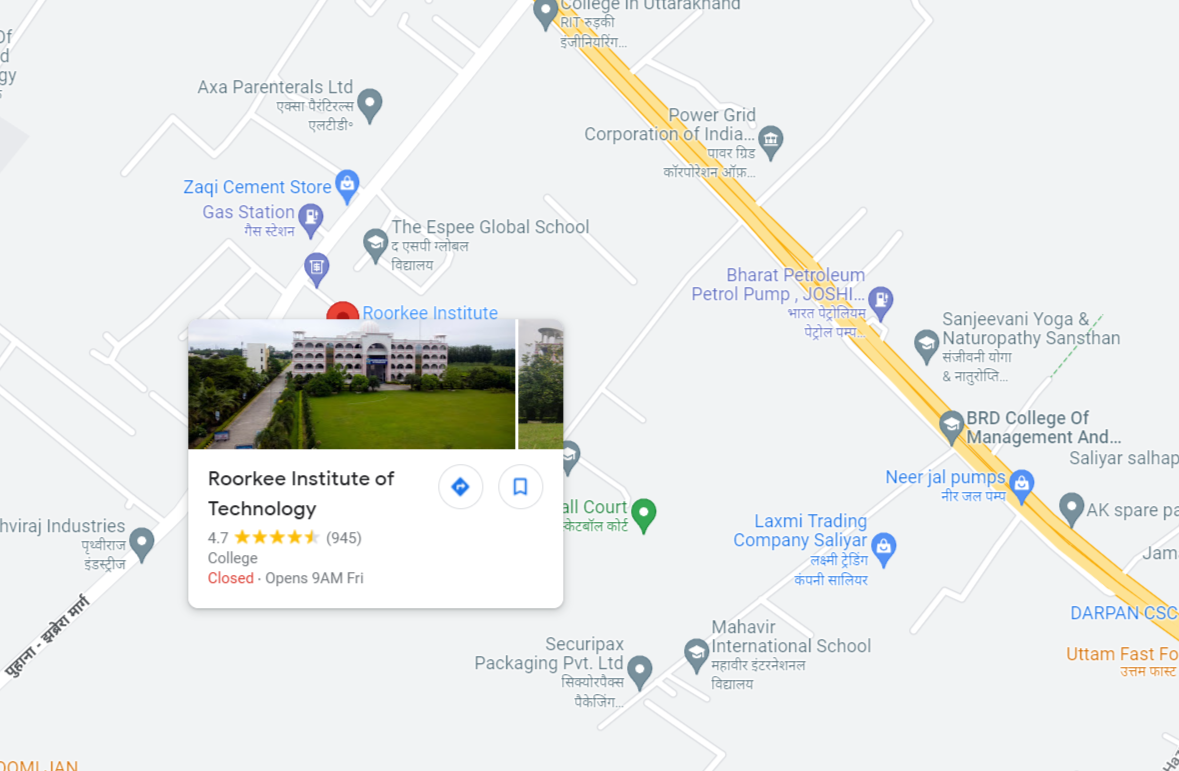 College in Uttarakhand
RIT रुड़की
इंजीनियरिंग...
Axa Parenterals Ltd
एक्सा पैरंटिरल्स
एलटीडी॰
Power Grid
Corporation of India...
पावर ग्रिड
कॉरपोरेशन ऑफ़...
Zaqi Cement Store
Gas Station
गैस स्टेशन
The Espee Global School
द एसपी ग्लोबल
विद्यालय
Bharat Petroleum
Petrol Pump , JOSHI...
भारत पेट्रोलियम
पेट्रोल पम्प...
Roorkee Institute
Sanjeevani Yoga &
Naturopathy Sansthan
संजीवनी योगा
& नातुरोप्ति...
BRD College Of
Management And...
Saliyar salhap
Roorkee Institute of
Technology
4.7 (945)
College
Closed · Opens 9AM Fri
Neer jal pumps
नीर जल पम्प
AK spare pa
all Court
स्केटबॉल कोर्ट
hviraj Industries
पृथ्वीराज
इंडस्ट्रीज
Laxmi Trading
Company Saliyar
लक्ष्मी ट्रेडिंग
कंपनी सालियर
Jam
DARPAN CSC
पुहाना - झब्रेरा मार्ग
Mahavir
International School
महावीर इंटरनेशनल
विद्यालय
Securipax
Packaging Pvt. Ltd
सिक्योरपैक्स
पैकेजिंग...
Uttam Fast Fo
उत्तम फास्ट